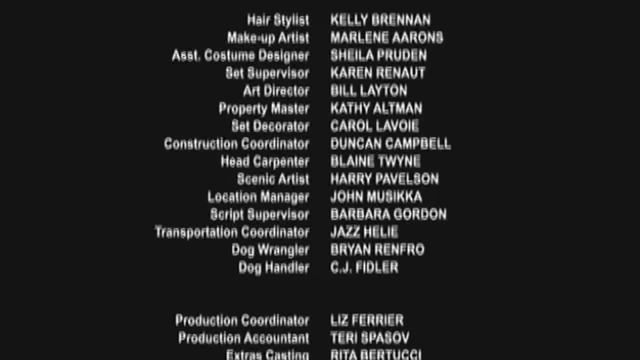 Hair Stylist KELLY BRENNAN
Make-up Artist MARLENE AARONS
Asst. Costume Designer SHEILA PRUDEN
Set Supervisor KAREN RENAUT
Art Director BILL LAYTON
Property Master KATHY ALTMAN
Set Decorator CAROL LAVOIE
Construction Coordinator DUNCAN CAMPBELL
Head Carpenter BLAINE TWYNE
Scenic Artist HARRY PAVELSON
Location Manager JOHN MUSIKKA
Script Supervisor BARBARA GORDON
Transportation Coordinator JAZZ HELIE
Dog Wrangler BRYAN RENFRO
Dog Handler C.J. FIDLER
Production Coordinator LIZ FERRIER
Production Accountant TERI SPASOV
Extras Casting RITA BERTUCCI